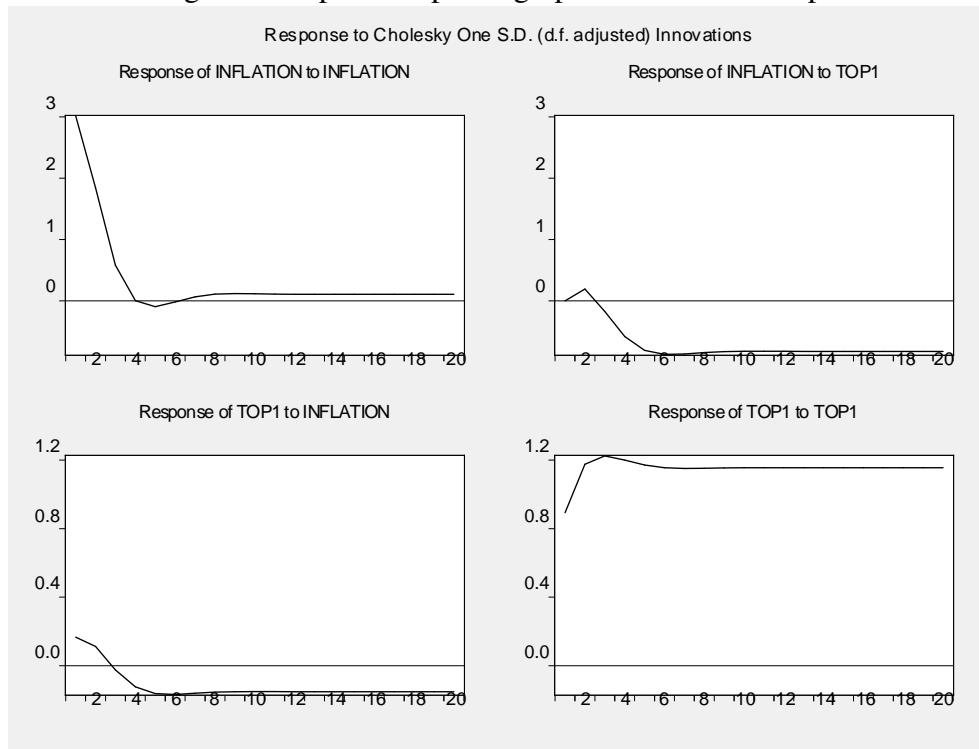 Response to Cholesky One S.D. (d.f. adjusted) Innovations
Response of INFLATION to INFLATION
3
2
1
0
2 4 6 8 10 12 14 16 18 20
Response of INFLATION to TOP1
3
2
1
0
2 4 6 8 10 12 14 16 18 20
Response of TOP1 to INFLATION
1.2
0.8
0.4
0.0
2 4 6 8 10 12 14 16 18 20
Response of TOP1 to TOP1
1.2
0.8
0.4
0.0
2 4 6 8 10 12 14 16 18 20